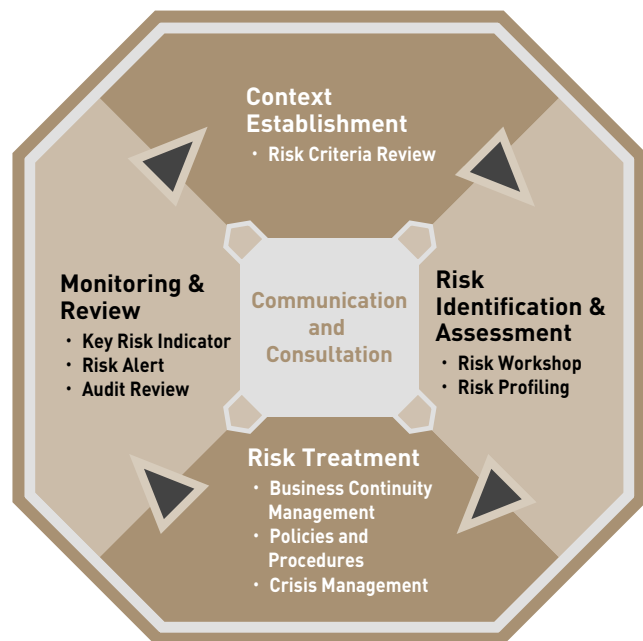 Context
Establishment
· Risk Criteria Review
Monitoring &
Review
· Key Risk Indicator
· Risk Alert
· Audit Review
Communication
and
Consultation
Risk
Identification &
Assessment
· Risk Workshop
· Risk Profiling
Risk Treatment
· Business Continuity
Management
· Policies and
Procedures
· Crisis Management